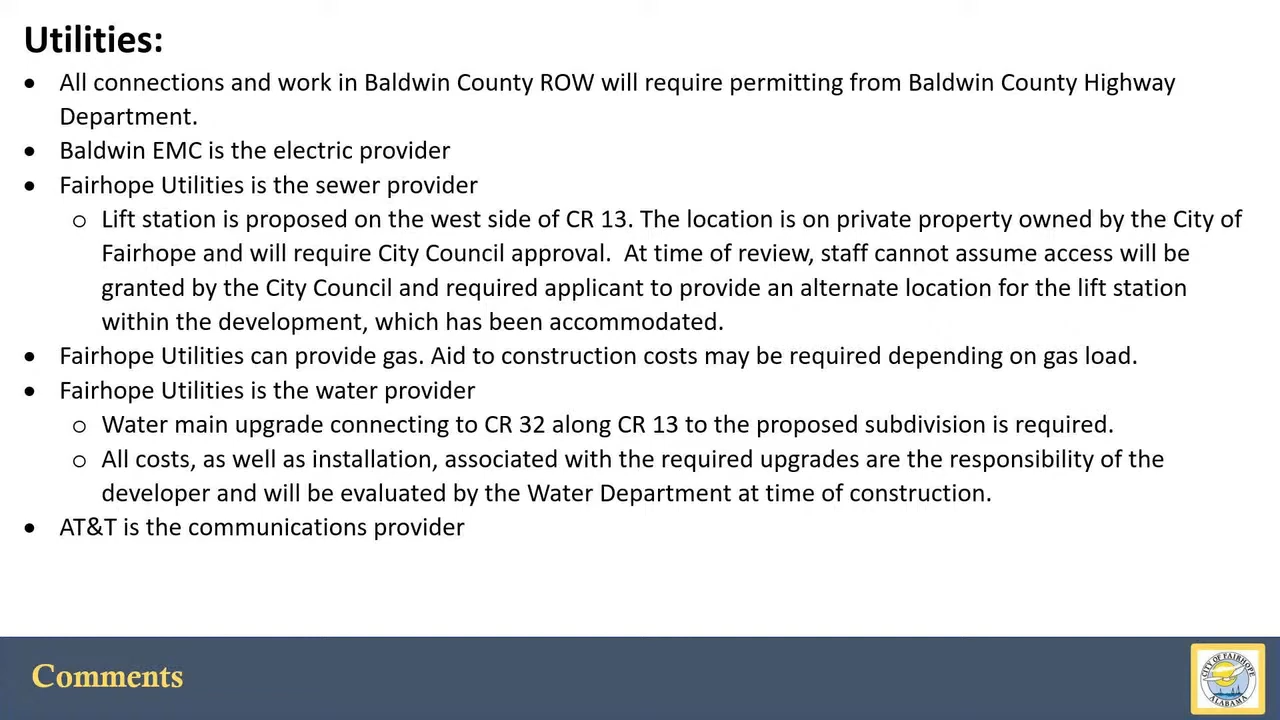 Utilities:
• All connections and work in Baldwin County ROW will require permitting from Baldwin County Highway
Department.
• Baldwin EMC is the electric provider
• Fairhope Utilities is the sewer provider
o Lift station is proposed on the west side of CR 13. The location is on private property owned by the City of
Fairhope and will require City Council approval.  At time of review, staff cannot assume access will be
granted by the City Council and required applicant to provide an alternate location for the lift station
within the development, which has been accommodated.
• Fairhope Utilities can provide gas. Aid to construction costs may be required depending on gas load.
• Fairhope Utilities is the water provider
o Water main upgrade connecting to CR 32 along CR 13 to the proposed subdivision is required.
o All costs, as well as installation, associated with the required upgrades are the responsibility of the
developer and will be evaluated by the Water Department at time of construction.
• AT&T is the communications provider
Comments
CITY OF FAIRHOPE
ALABAMA